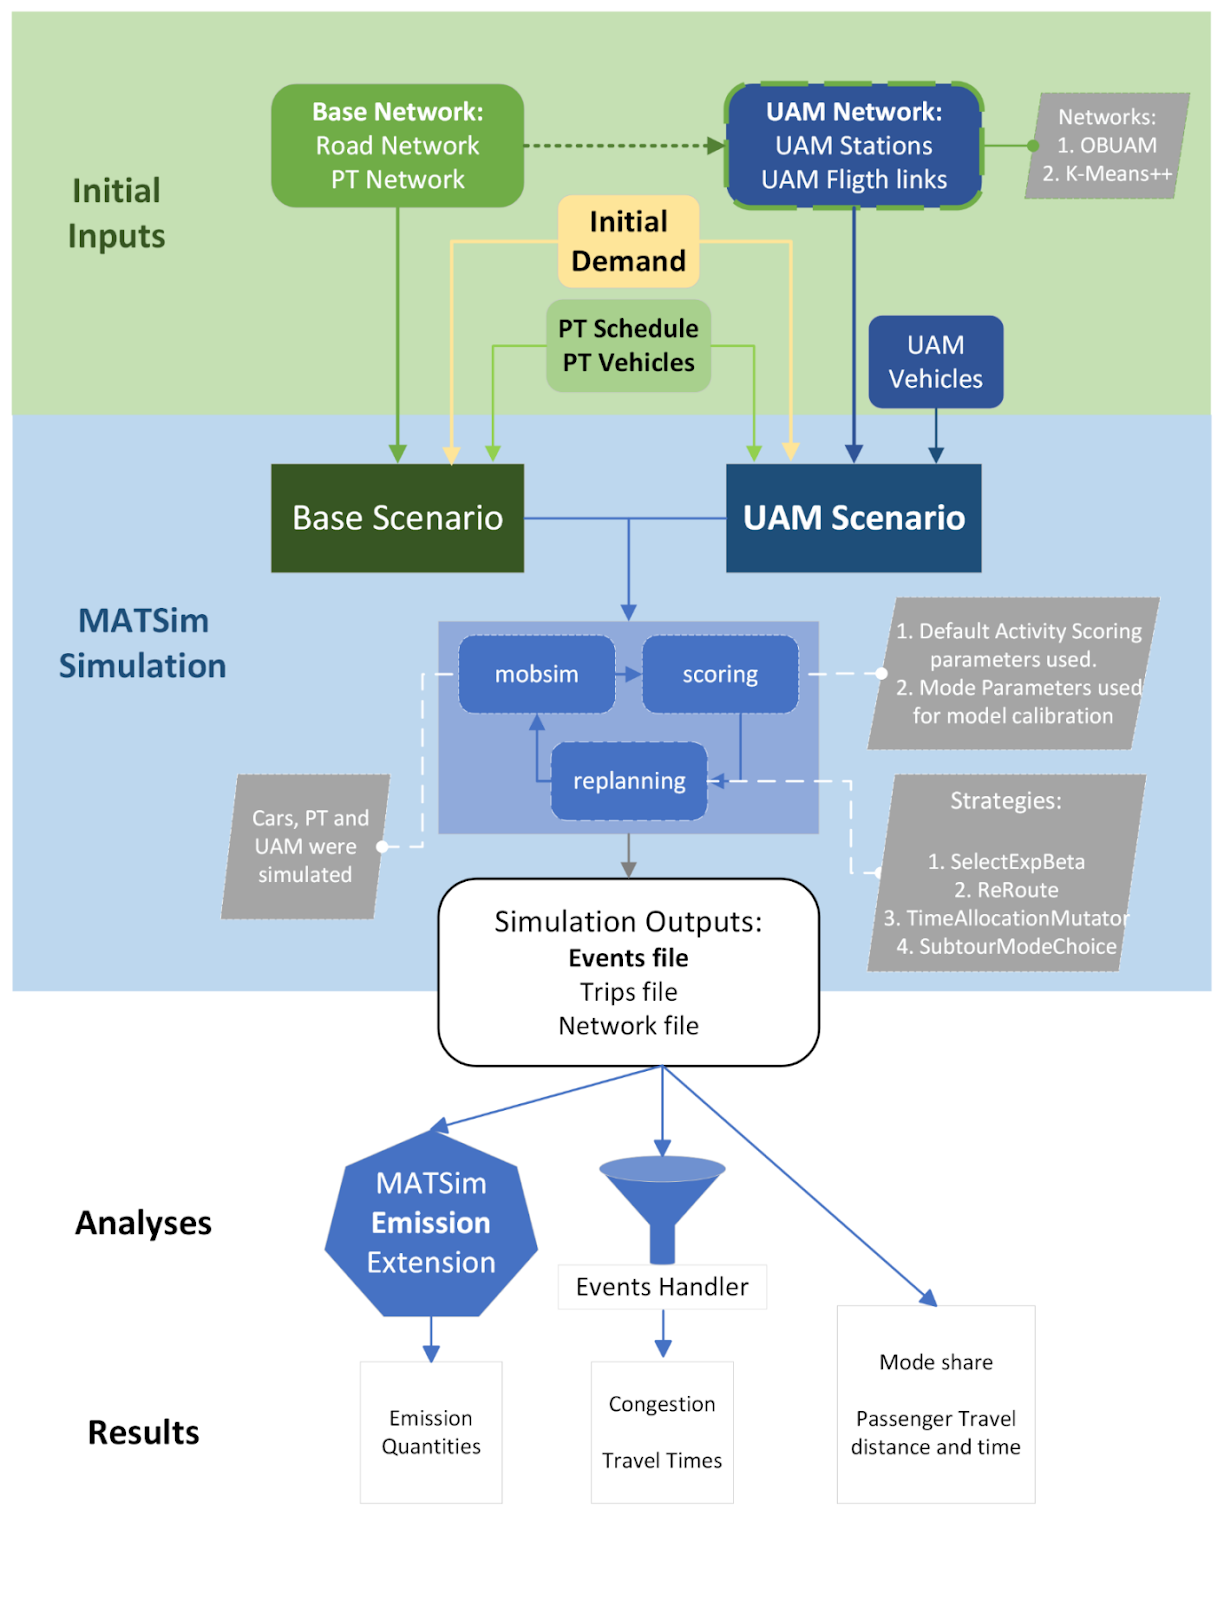 Initial
Inputs
Base Network:
Road Network
PT Network
UAM Network:
UAM Stations
UAM Fligth links
Networks:
1. OBUAM
2. K-Means++
Initial
Demand
PT Schedule
PT Vehicles
UAM
Vehicles
MATSim
Simulation
Base Scenario
UAM Scenario
mobsim
scoring
replanning
1. Default Activity Scoring
parameters used.
2. Mode Parameters used
for model calibration
Cars, PT and
UAM were
simulated
Strategies:
1. SelectExpBeta
2. ReRoute
3. TimeAllocationMutator
4. SubtourModeChoice
Simulation Outputs:
Events file
Trips file
Network file
Analyses
MATSim
Emission
Extension
Events Handler
Results
Emission
Quantities
Congestion
Travel Times
Mode share
Passenger Travel
distance and time